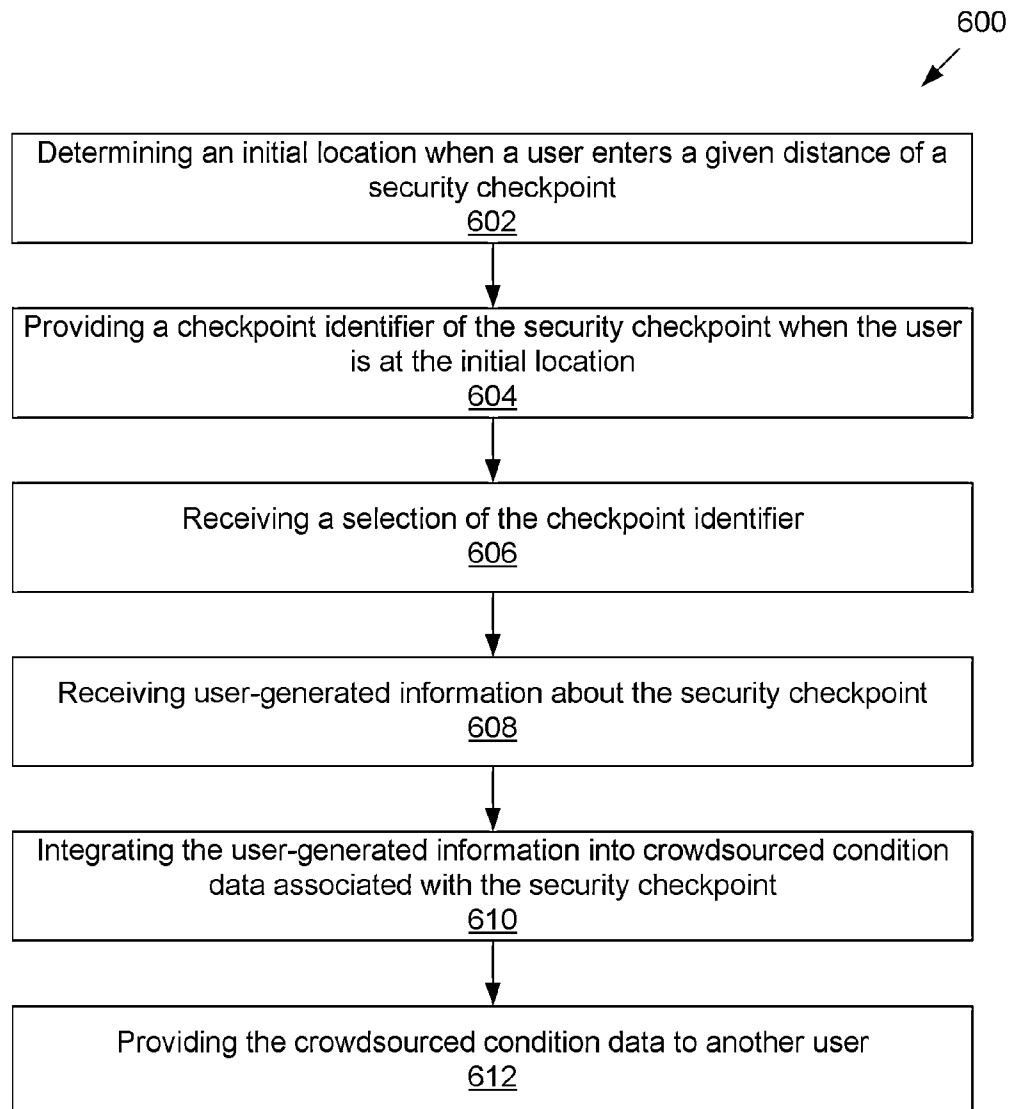 600
Determining an initial location when a user enters a given distance of a
security checkpoint
602
Providing a checkpoint identifier of the security checkpoint when the user
is at the initial location
604
Receiving a selection of the checkpoint identifier
606
Receiving user-generated information about the security checkpoint
608
Integrating the user-generated information into crowdsourced condition
data associated with the security checkpoint
610
Providing the crowdsourced condition data to another user
612